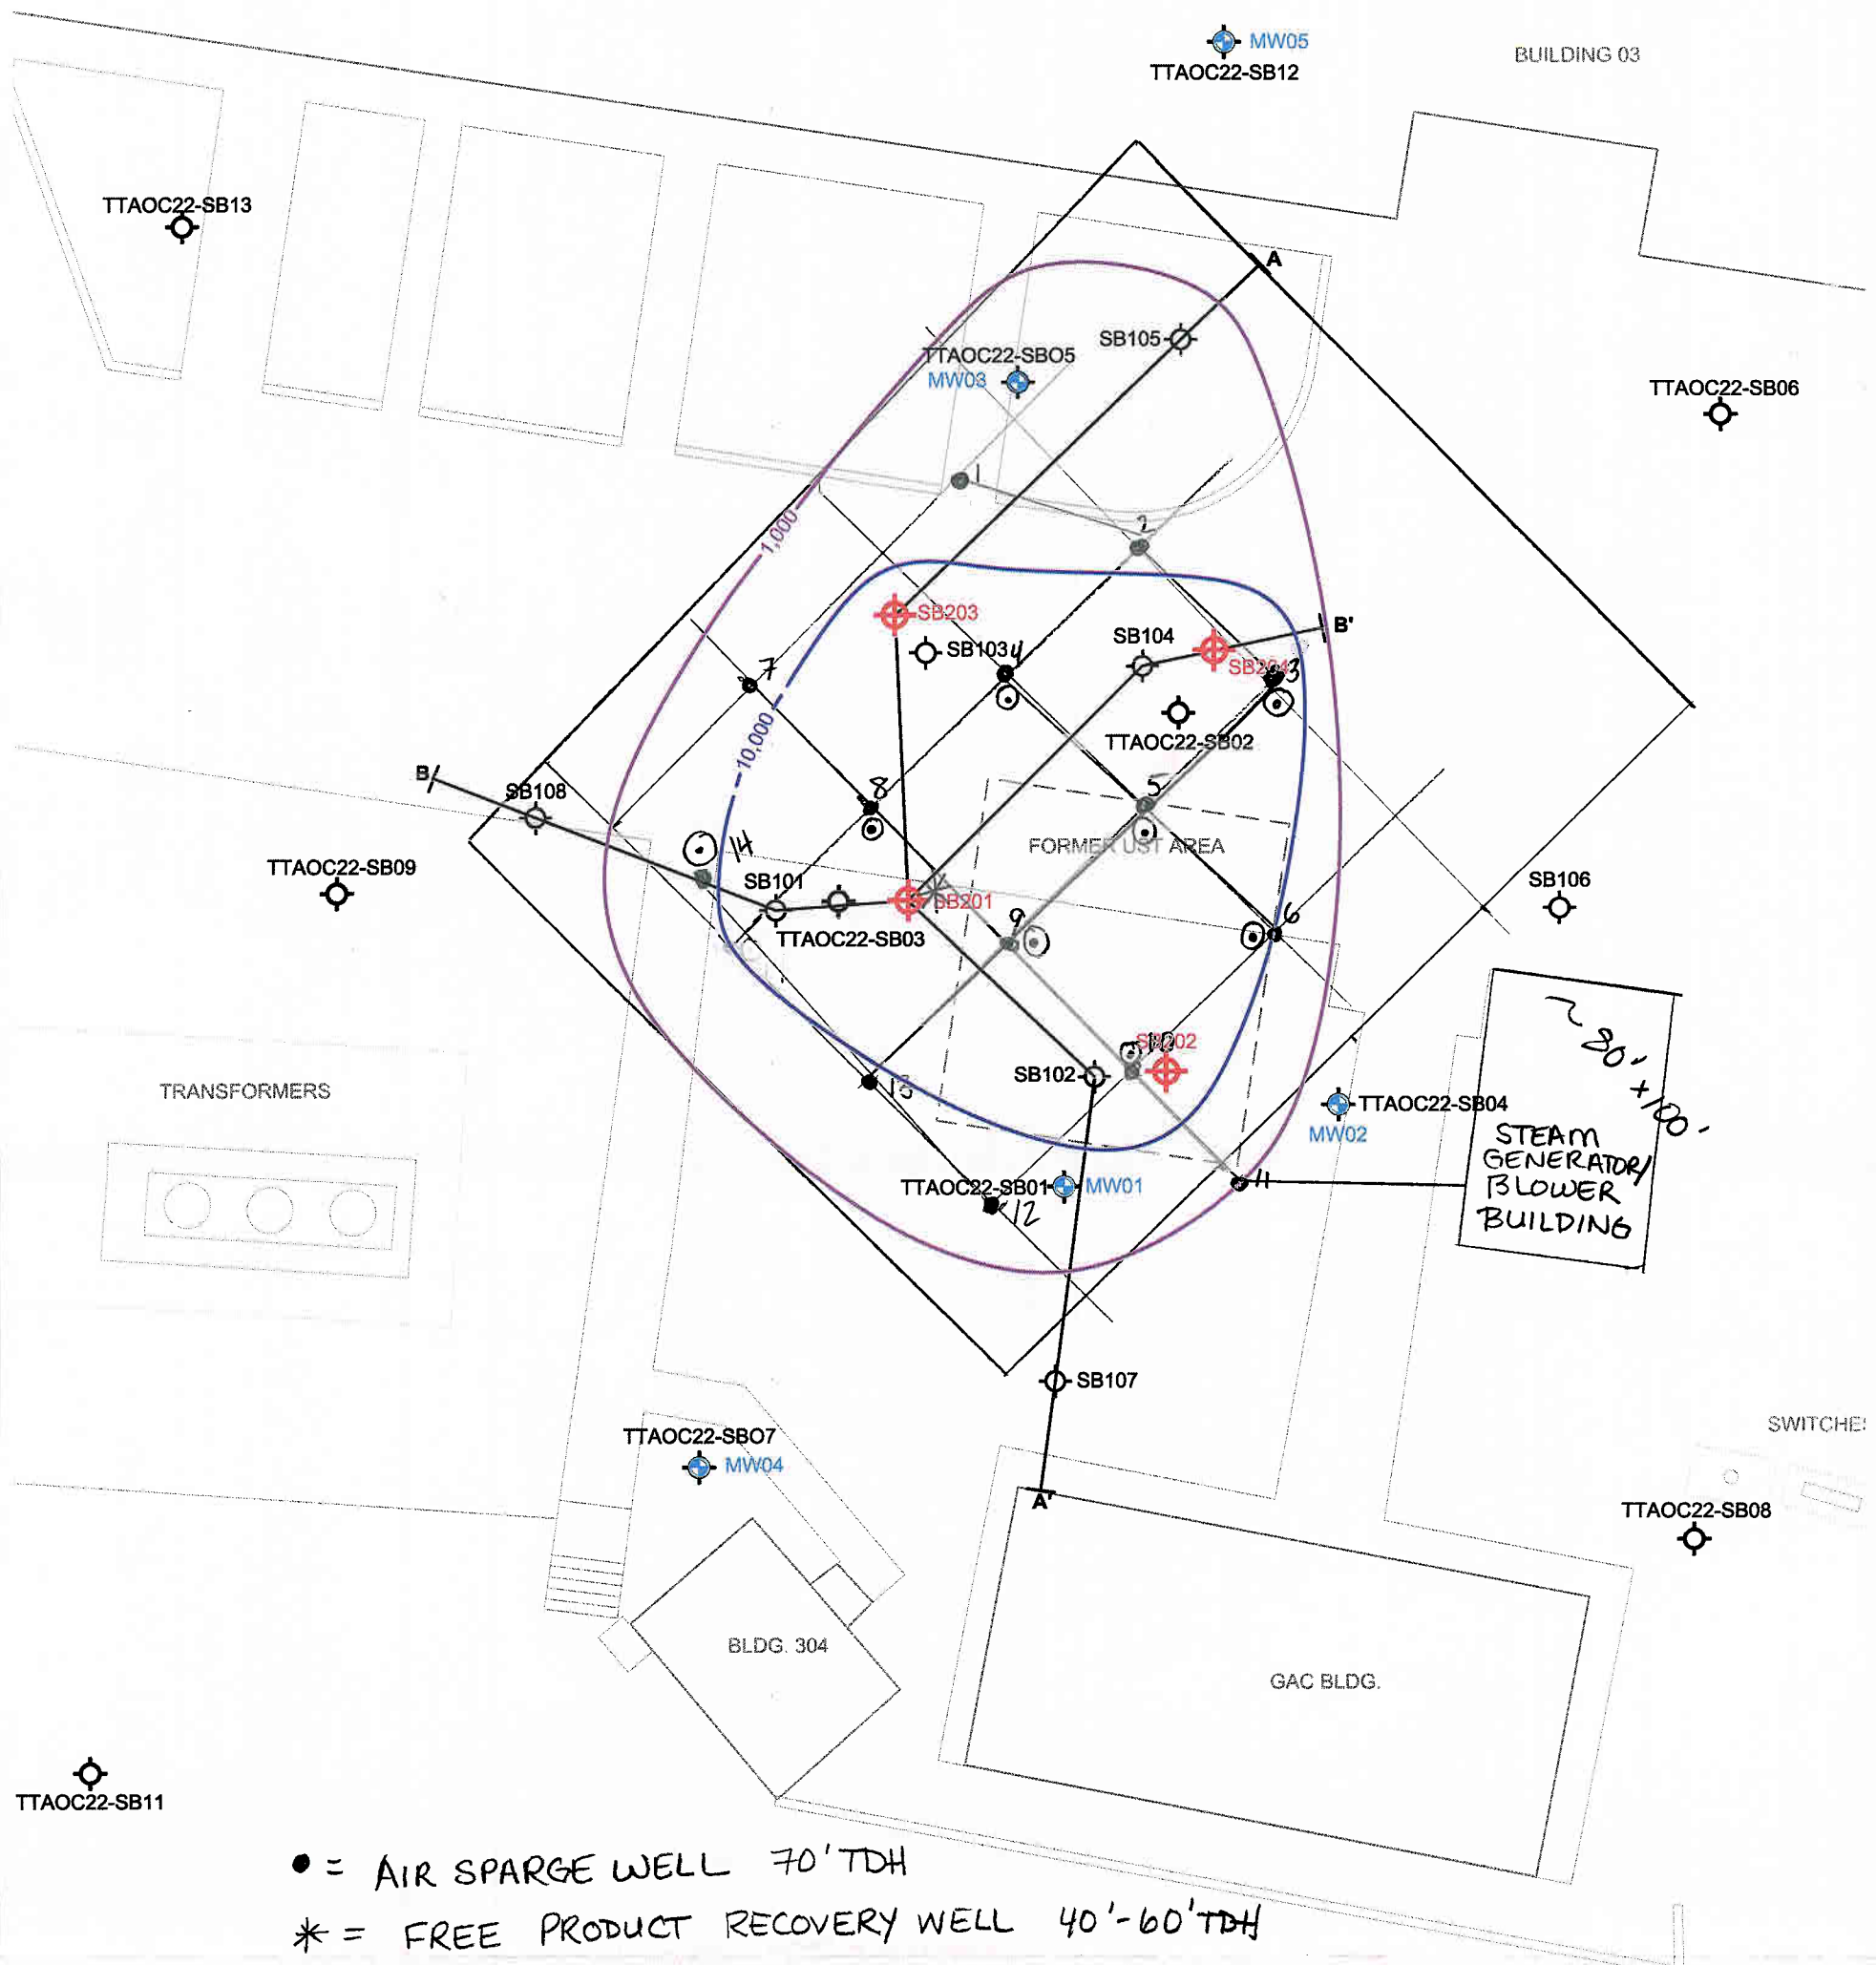 MW05
TTAOC22-SB12
BUILDING 03
TTAOC22-SB13
A
SB105
TTAOC22-SBO5
MW03
TTAOC22-SB06
1
1,000
2
SB203
B'
SB104
SB103
4
SB204
3
7
10,000
TTAOC22-SB02
B
SB108
8
5
FORMER UST AREA
14
TTAOC22-SB09
SB101
SB106
SB201
6
9
TTAOC22-SB03
SB202
10
SB102
13
TRANSFORMERS
TTAOC22-SB04
MW02
~ 80' × 100'
STEAM
GENERATOR/
BLOWER
BUILDING
TTAOC22-SB01
MW01
11
12
SB107
SWITCHES
TTAOC22-SBO7
MW04
A'
TTAOC22-SB08
BLDG. 304
GAC BLDG.
TTAOC22-SB11
● = AIR SPARGE WELL 70' TDH
* = FREE PRODUCT RECOVERY WELL 40'-60' TDH